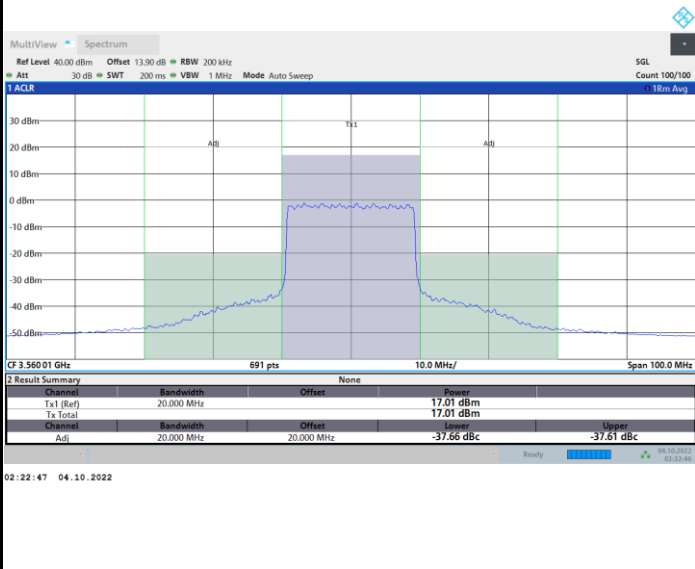 MultiView Spectrum
Ref Level 40.00 dBm Offset 13.90 dB RBW 200 kHz SGL
Att 30 dB SWT 200 ms VBW 1 MHz Mode Auto Sweep Count 100/100
1 ACLR 1Rm Avg
30 dBm
Tx1
20 dBm
Adj Adj
10 dBm
0 dBm
-10 dBm
-20 dBm
-30 dBm
-40 dBm
-50 dBm
CF 3.560 01 GHz 691 pts 10.0 MHz/ Span 100.0 MHz
2 Result Summary None
Channel Bandwidth Offset Power
Tx1 (Ref) 20.000 MHz 17.01 dBm
Tx Total 17.01 dBm
Channel Bandwidth Offset Lower Upper
Adj 20.000 MHz 20.000 MHz -37.66 dBc -37.61 dBc
Ready 04.10.2022
02:22:46
02:22:47 04.10.2022